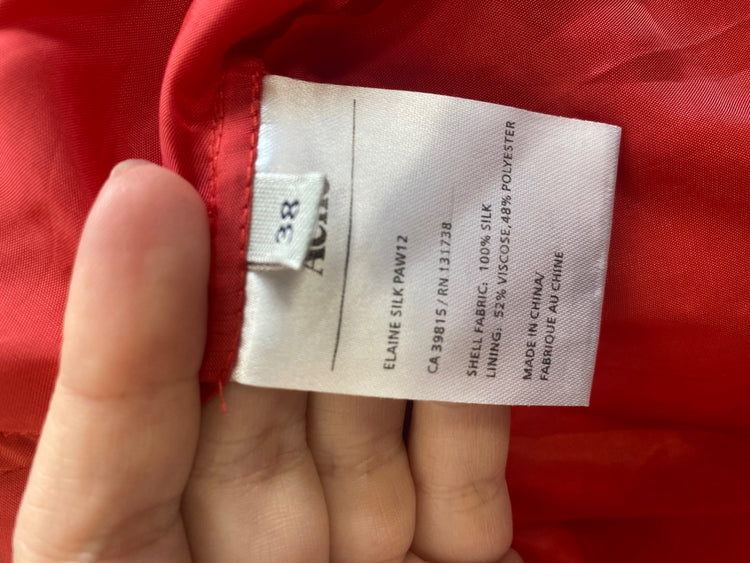 38
ELAINE SILK PAW12
CA 39815 / RN 131738
SHELL FABRIC: 100% SILK
LINING: 52% VISCOSE,48% POLYESTER
MADE IN CHINA/
FABRIQUE AU CHINE